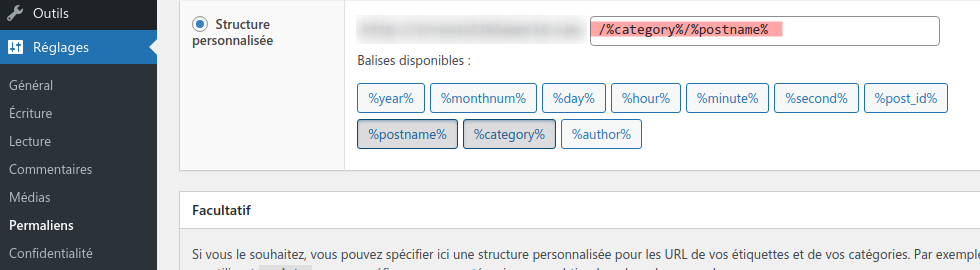 Outils
Réglages
Général
Écriture
Lecture
Commentaires
Médias
Permaliens
Confidentialité
Structure
personnalisée
/%category%/%postname%
Balises disponibles :
%year% %monthnum% %day% %hour% %minute% %second% %post_id%
%postname% %category% %author%
Facultatif
Si vous le souhaitez, vous pouvez spécifier ici une structure personnalisée pour les URL de vos étiquettes et de vos catégories. Par exemple